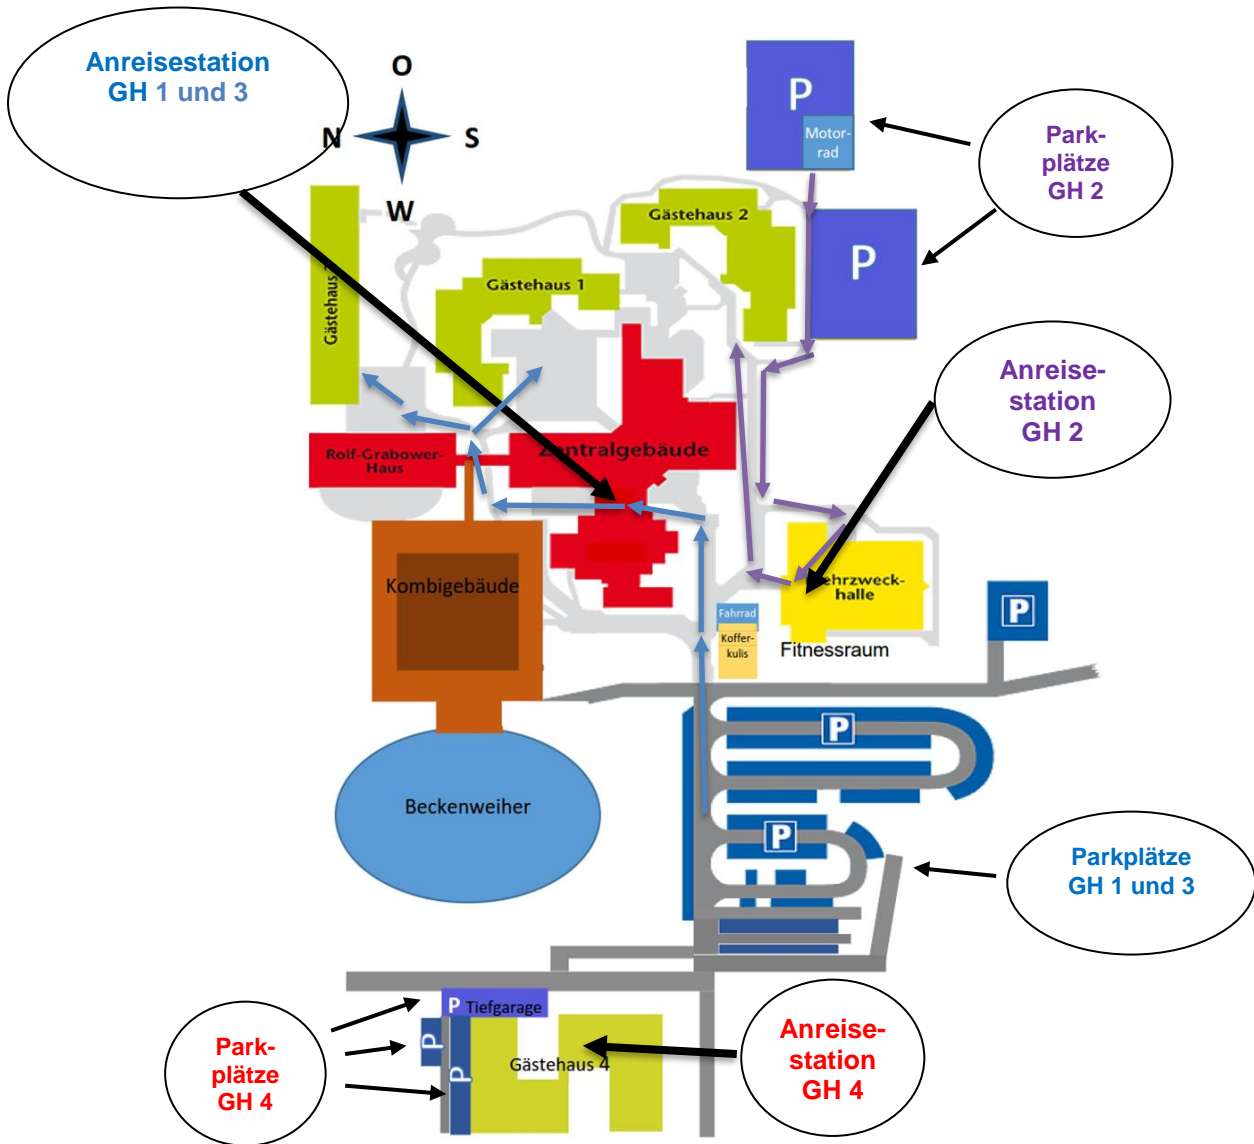 Anreisestation
GH 1 und 3
O
N
S
W
P
Motor-
rad
Park-
plätze
GH 2
Gästehaus 2
P
Gästehaus 1
Gästehaus
Anreise-
station
GH 2
Rolf-Grabower-
Haus
Zentralgebäude
Kombigebäude
Mehrzweck-
halle
Fahrrad
Koffer-
kulis
Fitnessraum
P
P
Beckenweiher
P
Parkplätze
GH 1 und 3
P Tiefgarage
P
P
Gästehaus 4
Park-
plätze
GH 4
Anreise-
station
GH 4